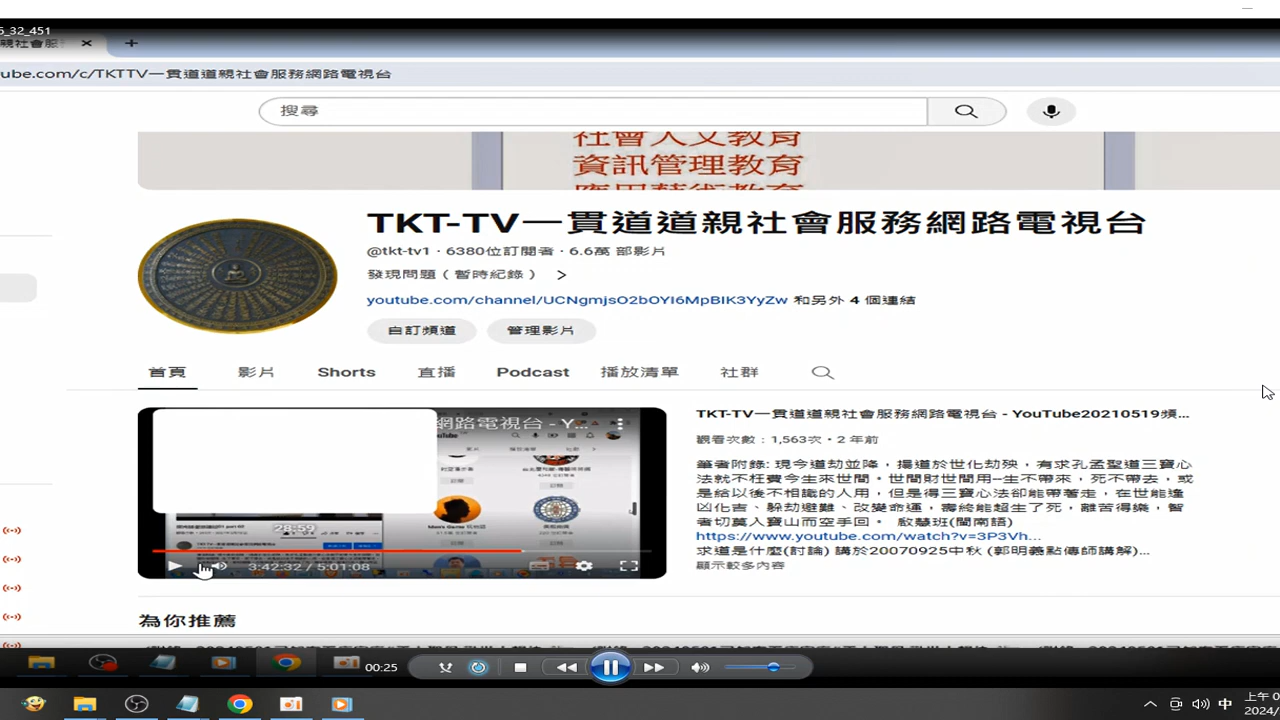 5_32_451
親社會服
ube.com/c/TKTTV一貫道道親社會服務網路電視台
搜尋
社會人文教育
資訊管理教育
應用藝術教育
TKT-TV一貫道道親社會服務網路電視台
@tkt-tv1 · 6380位訂閱者 · 6.6萬 部影片
發現問題（暫時紀錄） >
youtube.com/channel/UCNgmjsO2bOYI6MpBIK3YyZw 和另外 4 個連結
自訂頻道 管理影片
首頁 影片 Shorts 直播 Podcast 播放清單 社群
網路電視台 - Y...
28:59
3:42:32 / 5:01:08
TKT-TV一貫道道親社會服務網路電視台 - YouTube20210519頻...
觀看次數：1,563次 · 2 年前
筆者附錄: 現今道劫並降，揚道於世化劫殃，有求孔孟聖道三寶心
法就不枉費今生來世間。世間財世間用--生不帶來，死不帶去，或
是給以後不相識的人用，但是得三寶心法卻能帶著走，在世能逢
凶化吉、躲劫避難、改變命運，壽終能超生了死，離苦得樂，智
者切莫入寶山而空手回。 啟慧班(閩南語)
https://www.youtube.com/watch?v=3P3Vh...
求道是什麼(討論) 講於20070925中秋 (郭明義點傳師講解)...
顯示較多內容
為你推薦
00:25
中
上午 0
2024/